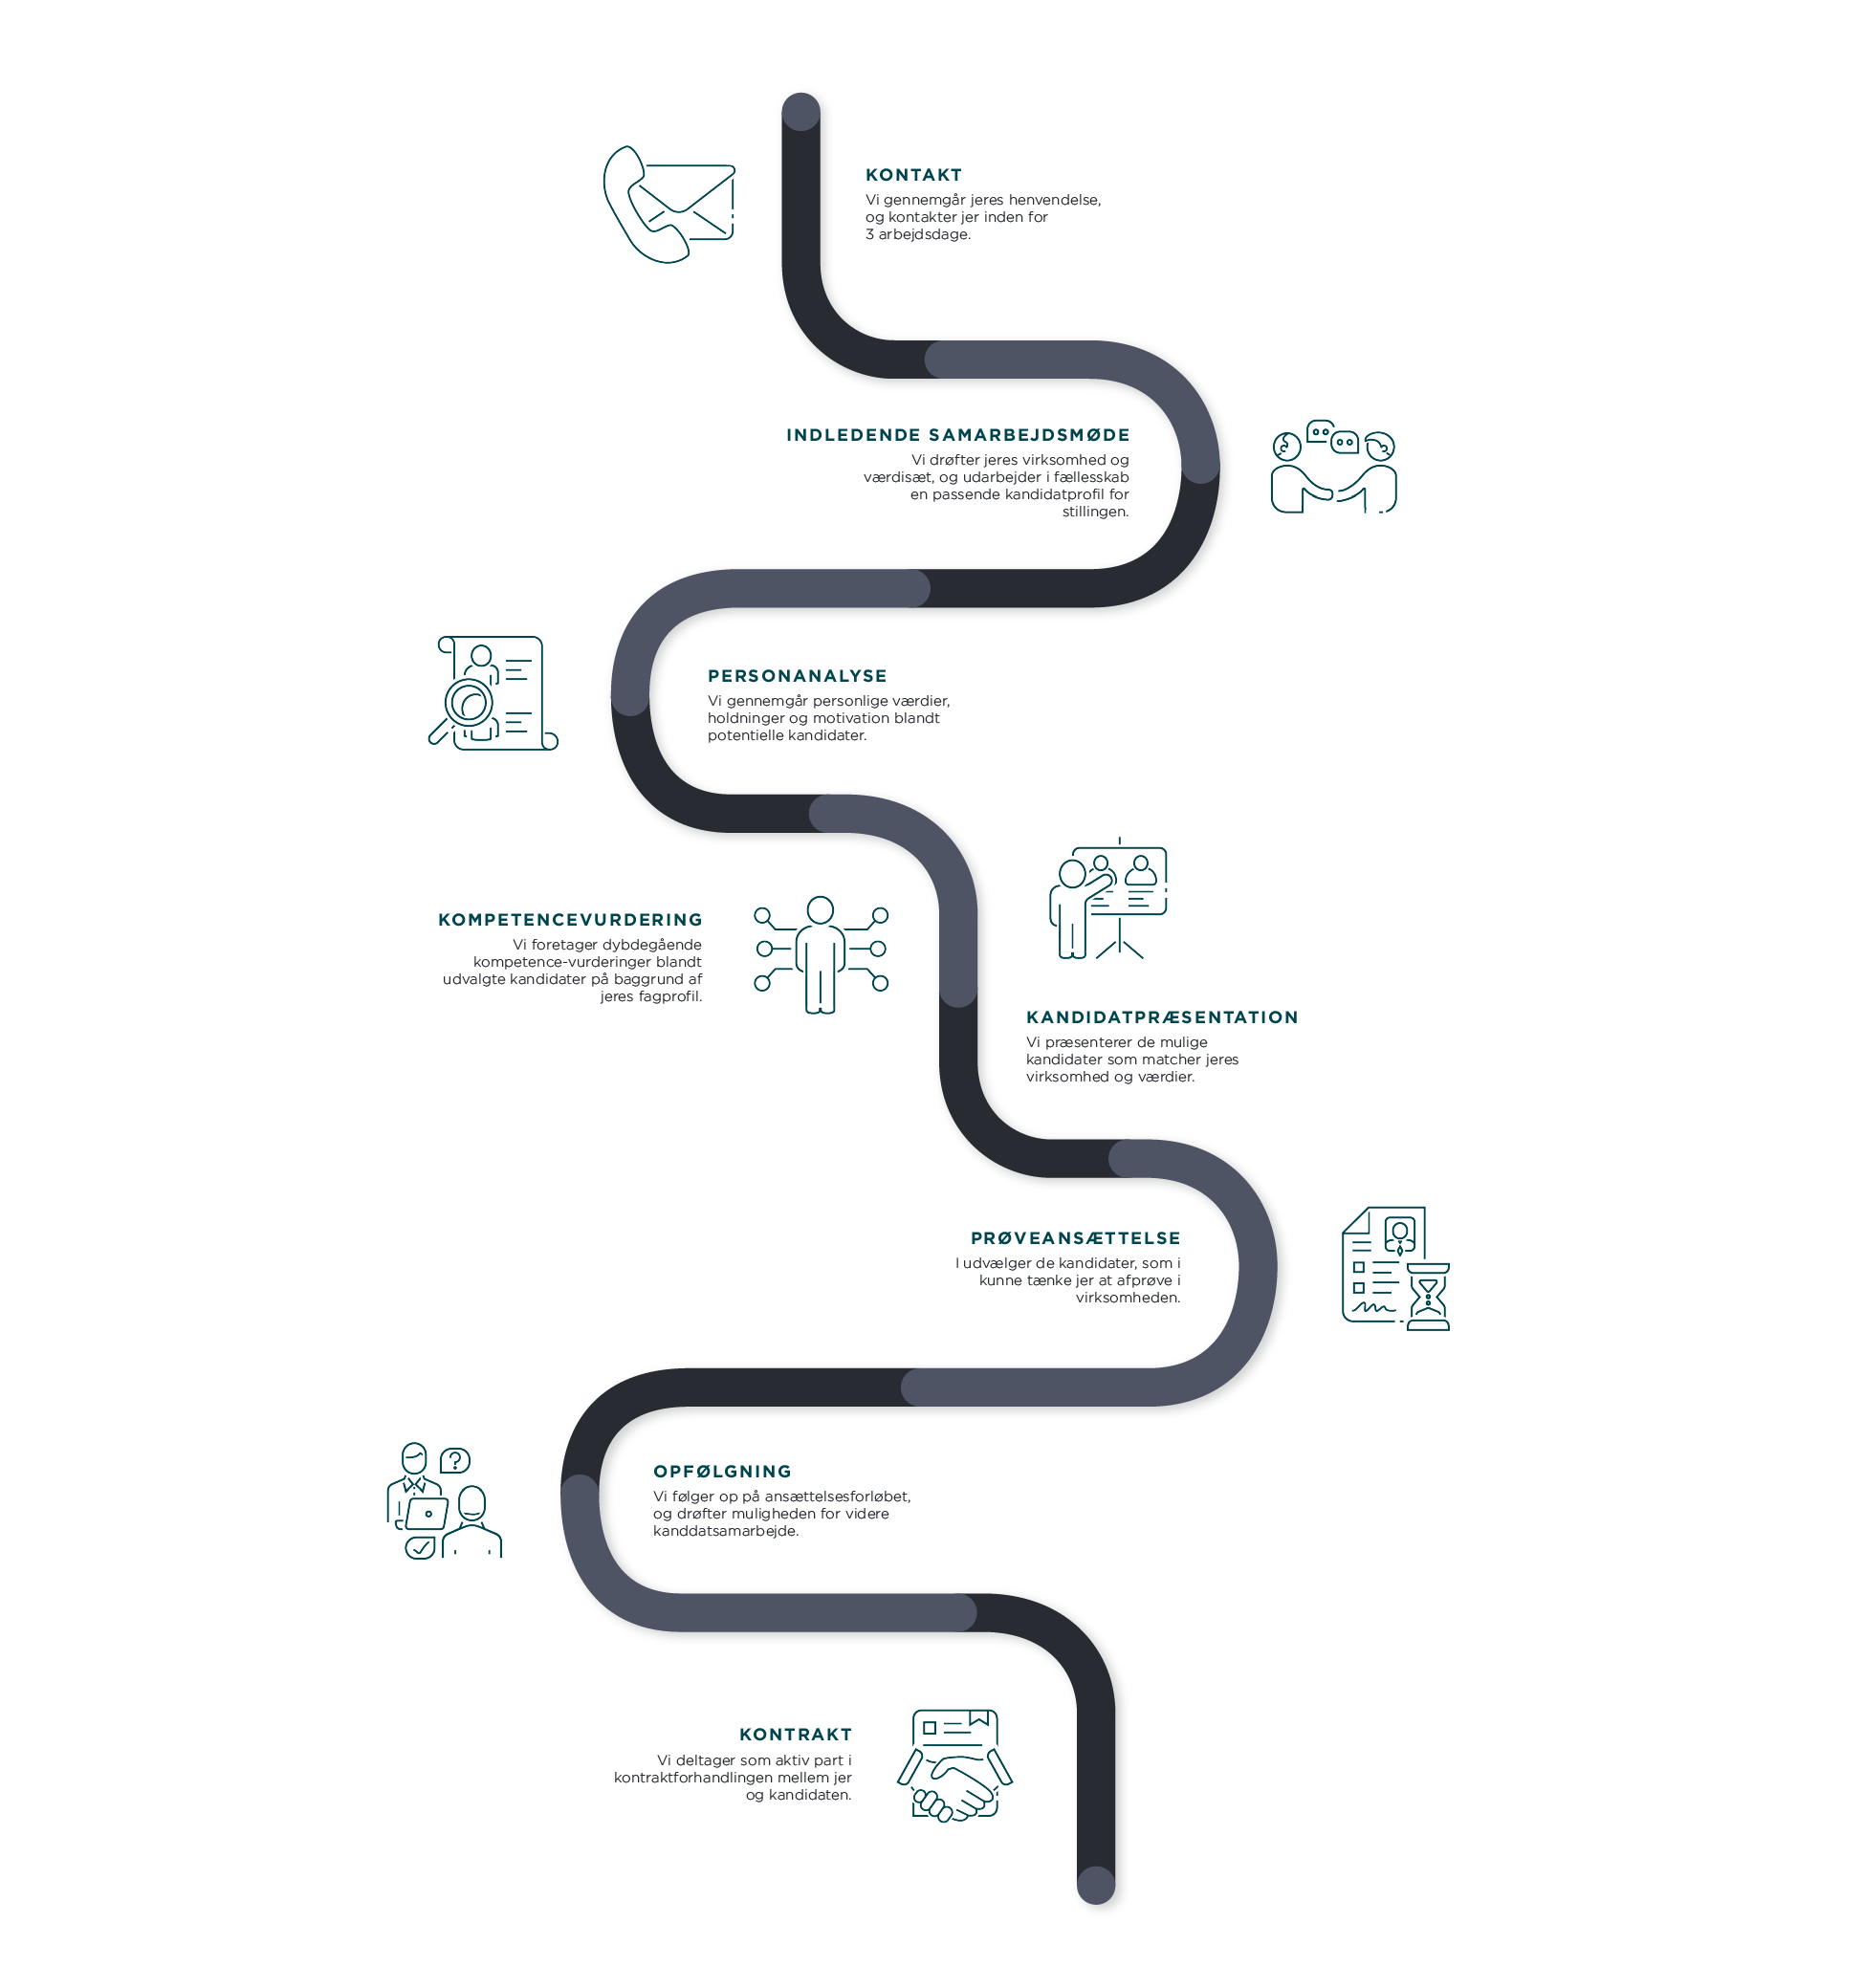 KONTAKT
Vi gennemgår jeres henvendelse,
og kontakter jer inden for
3 arbejdsdage.
INDLEDENDE SAMARBEJDSMØDE
Vi drøfter jeres virksomhed og
værdisæt, og udarbejder i fællesskab
en passende kandidatprofil for
stillingen.
PERSONANALYSE
Vi gennemgår personlige værdier,
holdninger og motivation blandt
potentielle kandidater.
KOMPETENCEVURDERING
Vi foretager dybdegående
kompetence-vurderinger blandt
udvalgte kandidater på baggrund af
jeres fagprofil.
KANDIDATPRÆSENTATION
Vi præsenterer de mulige
kandidater som matcher jeres
virksomhed og værdier.
PRØVEANSÆTTELSE
I udvælger de kandidater, som i
kunne tænke jer at afprøve i
virksomheden.
OPFØLGNING
Vi følger op på ansættelsesforløbet,
og drøfter muligheden for videre
kanddatsamarbejde.
KONTRAKT
Vi deltager som aktiv part i
kontraktforhandlingen mellem jer
og kandidaten.